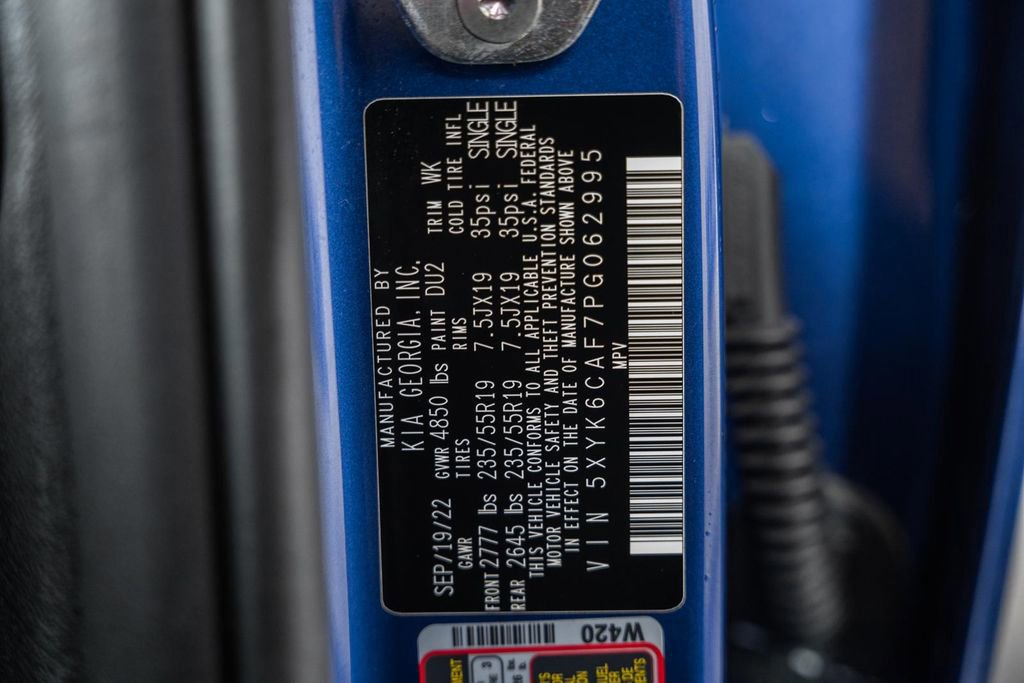 MANUFACTURED BY
KIA GEORGIA, INC.
SEP/19/22 GVWR 4850 lbs PAINT DU2 TRIM WK
GAWR TIRES RIMS COLD TIRE INFL
FRONT 2777 lbs 235/55R19 7.5JX19 35psi SINGLE
REAR 2645 lbs 235/55R19 7.5JX19 35psi SINGLE
THIS VEHICLE CONFORMS TO ALL APPLICABLE U.S.A. FEDERAL
MOTOR VEHICLE SAFETY AND THEFT PREVENTION STANDARDS
IN EFFECT ON THE DATE OF MANUFACTURE SHOWN ABOVE
VIN 5XYK6CAF7PG062995
MPV
W420